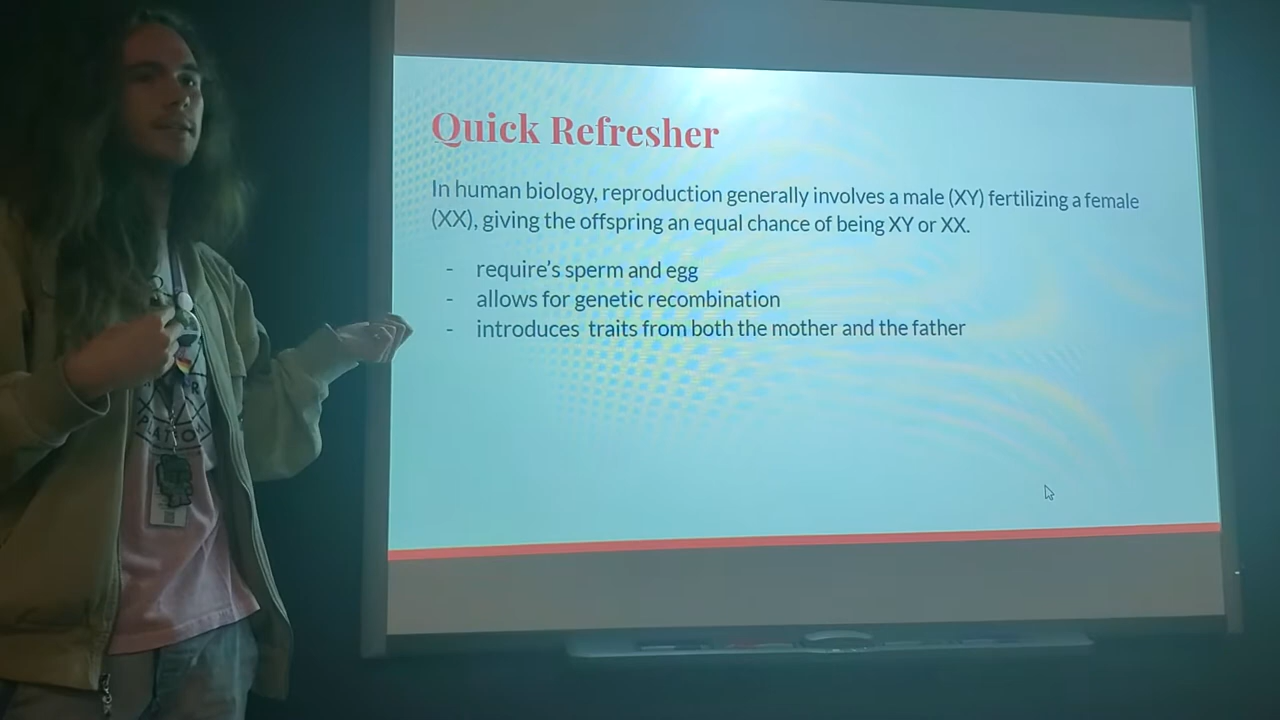 Quick Refresher
In human biology, reproduction generally involves a male (XY) fertilizing a female
(XX), giving the offspring an equal chance of being XY or XX.
- require's sperm and egg
- allows for genetic recombination
- introduces traits from both the mother and the father